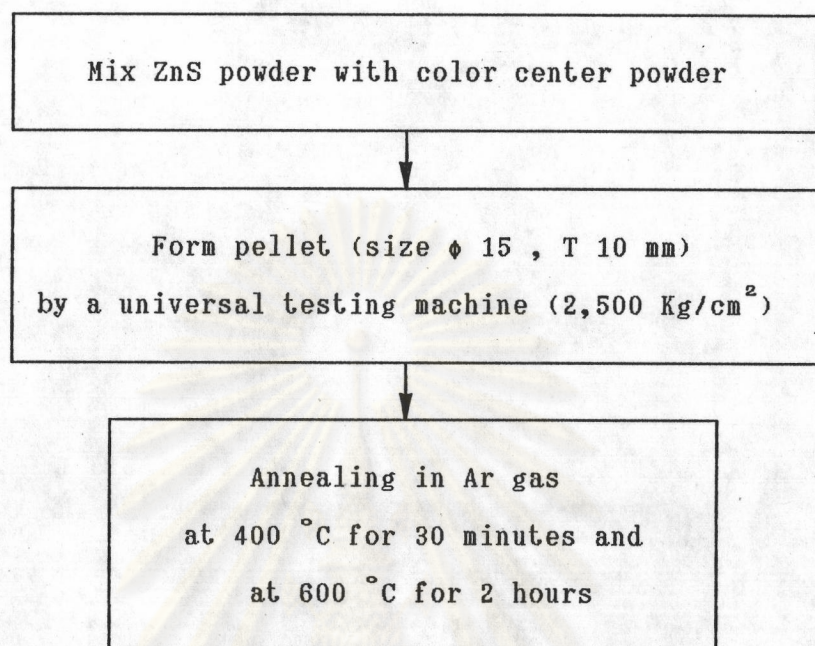 Mix ZnS powder with color center powder
Form pellet (size ϕ 15 , T 10 mm)
by a universal testing machine (2,500 Kg/cm²)
Annealing in Ar gas
at 400 °C for 30 minutes and
at 600 °C for 2 hours